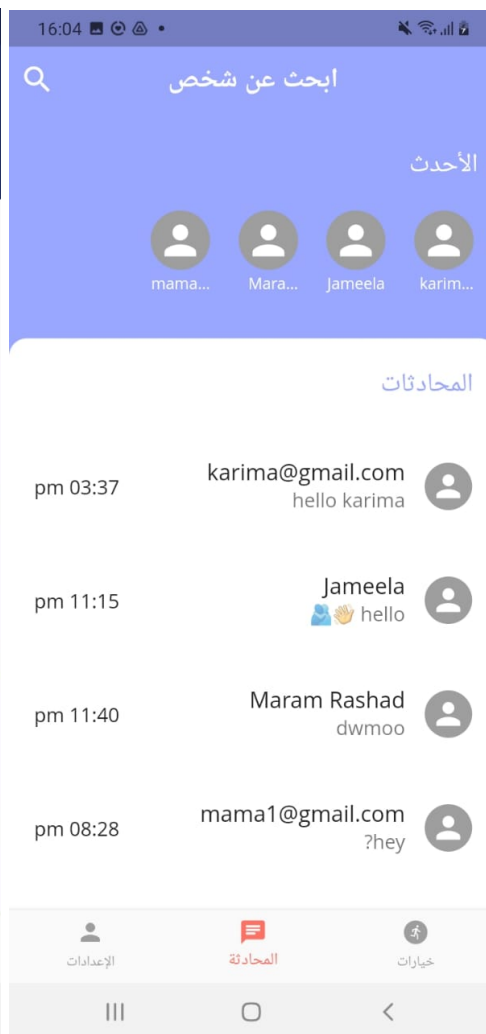 16:04
ابحث عن شخص
الأحدث
karim...
Jameela
Mara...
mama...
المحادثات
karima@gmail.com
hello karima
pm 03:37
Jameela
hello 👋🫂
pm 11:15
Maram Rashad
dwmoo
pm 11:40
mama1@gmail.com
?hey
pm 08:28
خيارات
المحادثة
الإعدادات